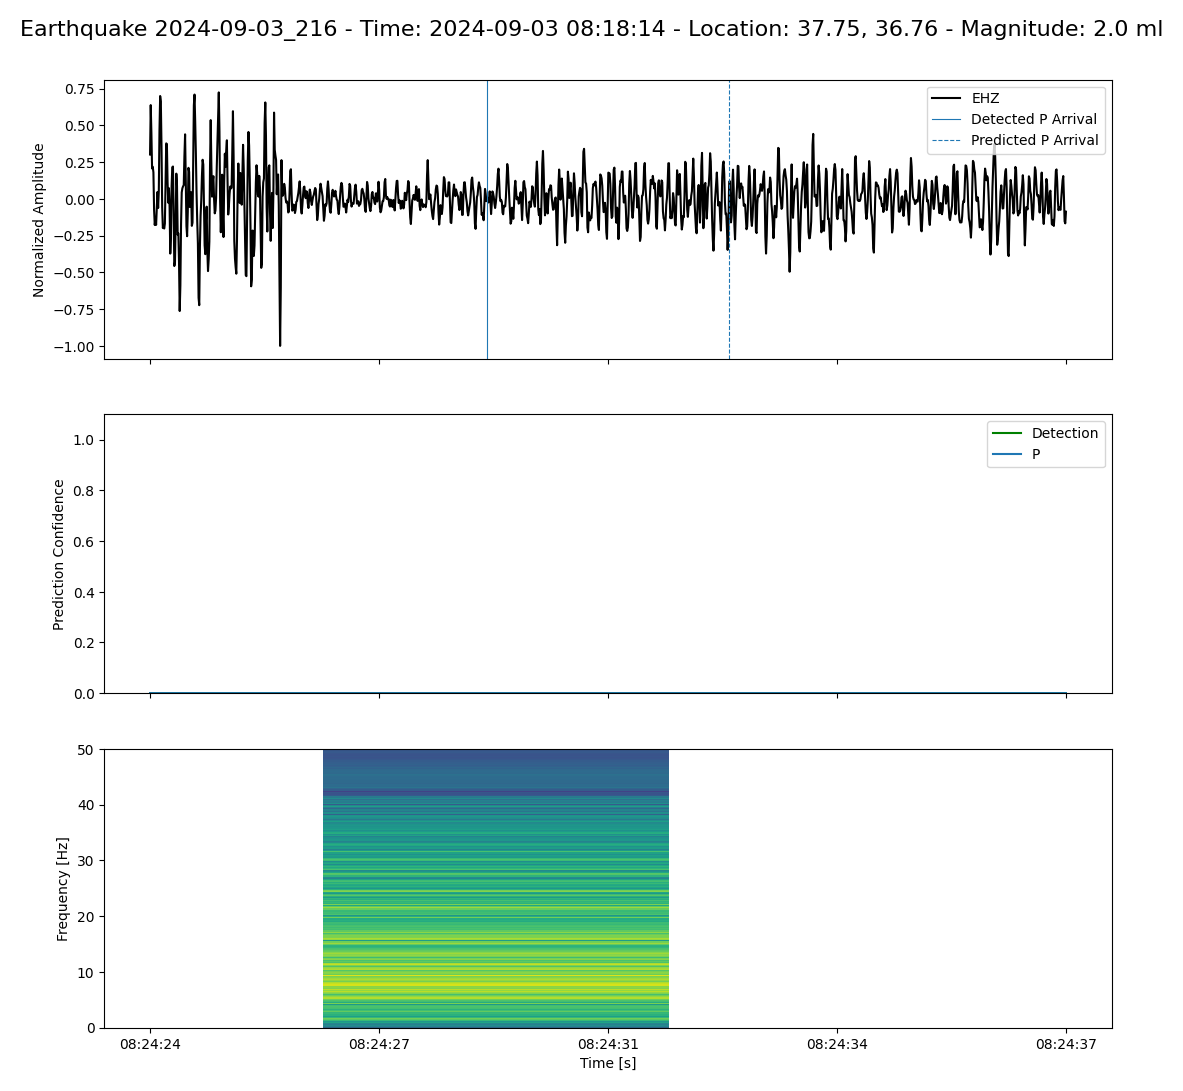 Earthquake 2024-09-03_216 - Time: 2024-09-03 08:18:14 - Location: 37.75, 36.76 - Magnitude: 2.0 ml
0.75
0.50
0.25
0.00
−0.25
−0.50
−0.75
−1.00
Normalized Amplitude
EHZ
Detected P Arrival
Predicted P Arrival
1.0
0.8
0.6
0.4
0.2
0.0
Prediction Confidence
Detection
P
50
40
30
20
10
0
Frequency [Hz]
08:24:24 08:24:27 08:24:31 08:24:34 08:24:37
Time [s]